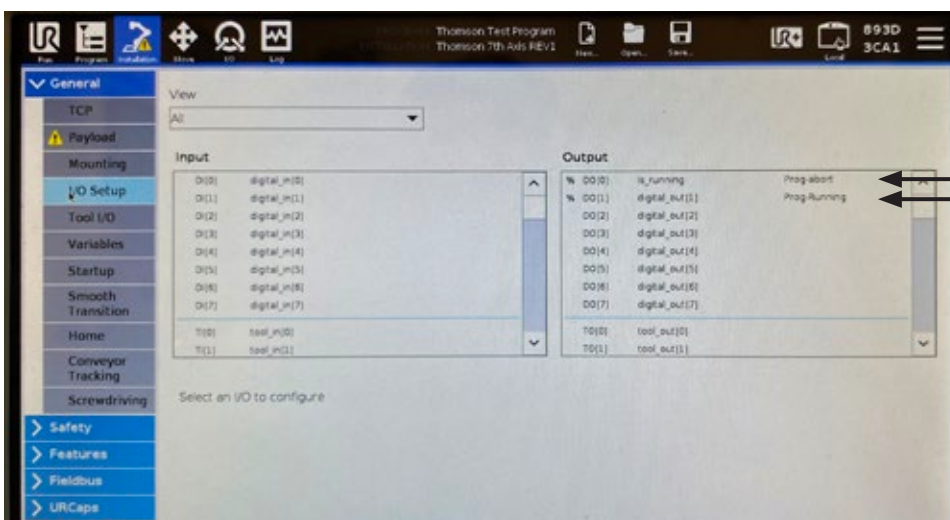 UR
Run Program Installation Move I/O Log
Thomson Test Program
Thomson 7th Axis REV1
New... Open... Save...
UR+
Local
893D
3CA1
General
TCP
Payload
Mounting
I/O Setup
Tool I/O
Variables
Startup
Smooth
Transition
Home
Conveyor
Tracking
Screwdriving
Safety
Features
Fieldbus
URCaps
View
All
Input
DI[0] digital_in[0]
DI[1] digital_in[1]
DI[2] digital_in[2]
DI[3] digital_in[3]
DI[4] digital_in[4]
DI[5] digital_in[5]
DI[6] digital_in[6]
DI[7] digital_in[7]
TI[0] tool_in[0]
TI[1] tool_in[1]
Output
DO[0] is_running Prog-abort
DO[1] digital_out[1] Prog-Running
DO[2] digital_out[2]
DO[3] digital_out[3]
DO[4] digital_out[4]
DO[5] digital_out[5]
DO[6] digital_out[6]
DO[7] digital_out[7]
TO[0] tool_out[0]
TO[1] tool_out[1]
Select an I/O to configure